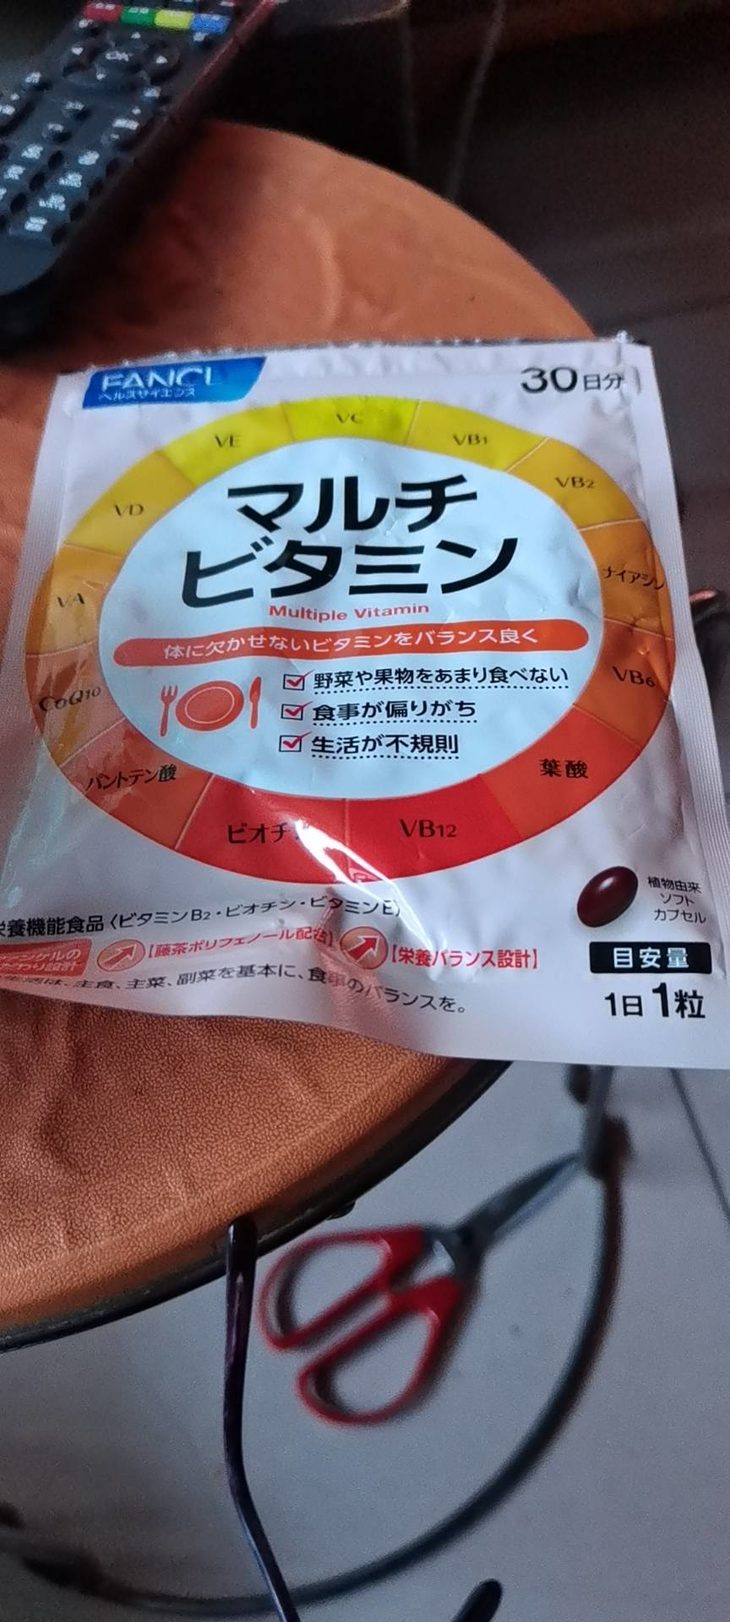 OK
FANCL
ヘルスサイエンス
30日分
VC
VE
VB1
VD
VB2
マルチ
ビタミン
ナイアシン
VA
Multiple Vitamin
体に欠かせないビタミンをバランス良く
野菜や果物をあまり食べない
VB6
CoQ10
食事が偏りがち
生活が不規則
パントテン酸
葉酸
ビオチン
VB12
植物由来
ソフト
カプセル
栄養機能食品〈ビタミンB2・ビオチン・ビタミンE〉
【藤茶ポリフェノール配合】
【栄養バランス設計】
目安量
主食、主菜、副菜を基本に、食事のバランスを。
1日1粒